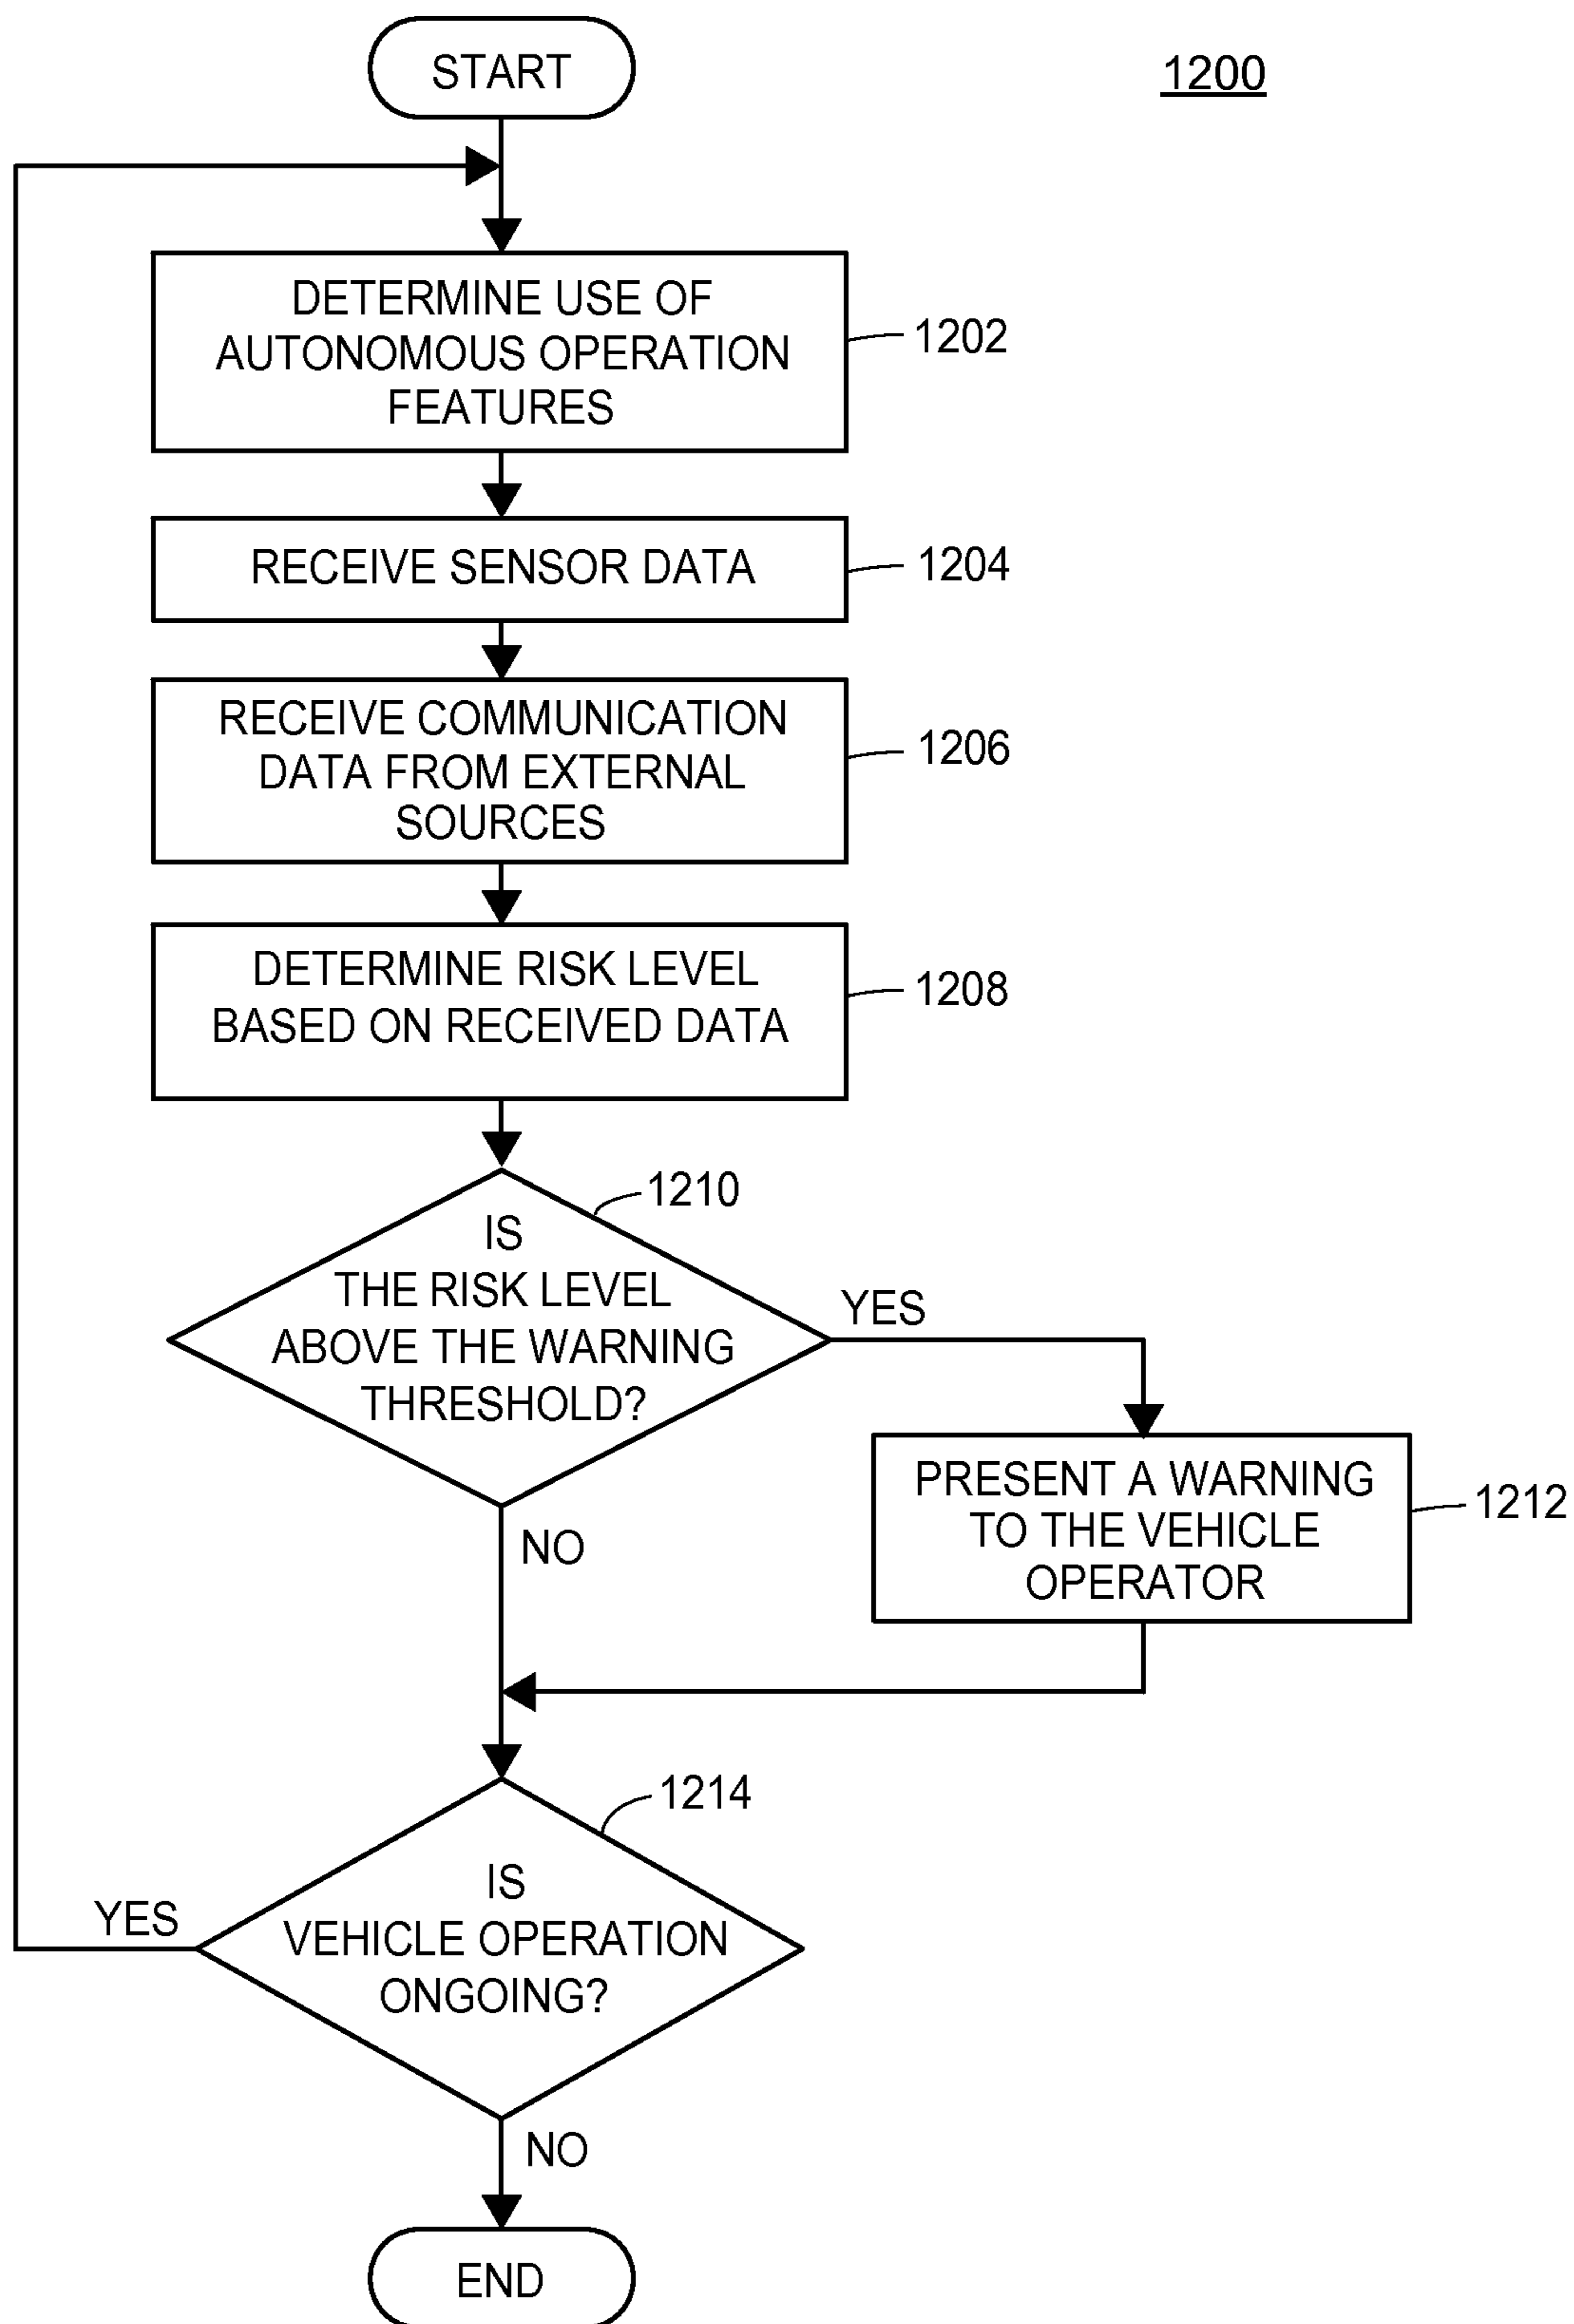 START
1200
DETERMINE USE OF
AUTONOMOUS OPERATION
FEATURES
1202
RECEIVE SENSOR DATA
1204
RECEIVE COMMUNICATION
DATA FROM EXTERNAL
SOURCES
1206
DETERMINE RISK LEVEL
BASED ON RECEIVED DATA
1208
1210
IS
THE RISK LEVEL
ABOVE THE WARNING
THRESHOLD?
YES
NO
PRESENT A WARNING
TO THE VEHICLE
OPERATOR
1212
1214
IS
VEHICLE OPERATION
ONGOING?
YES
NO
END